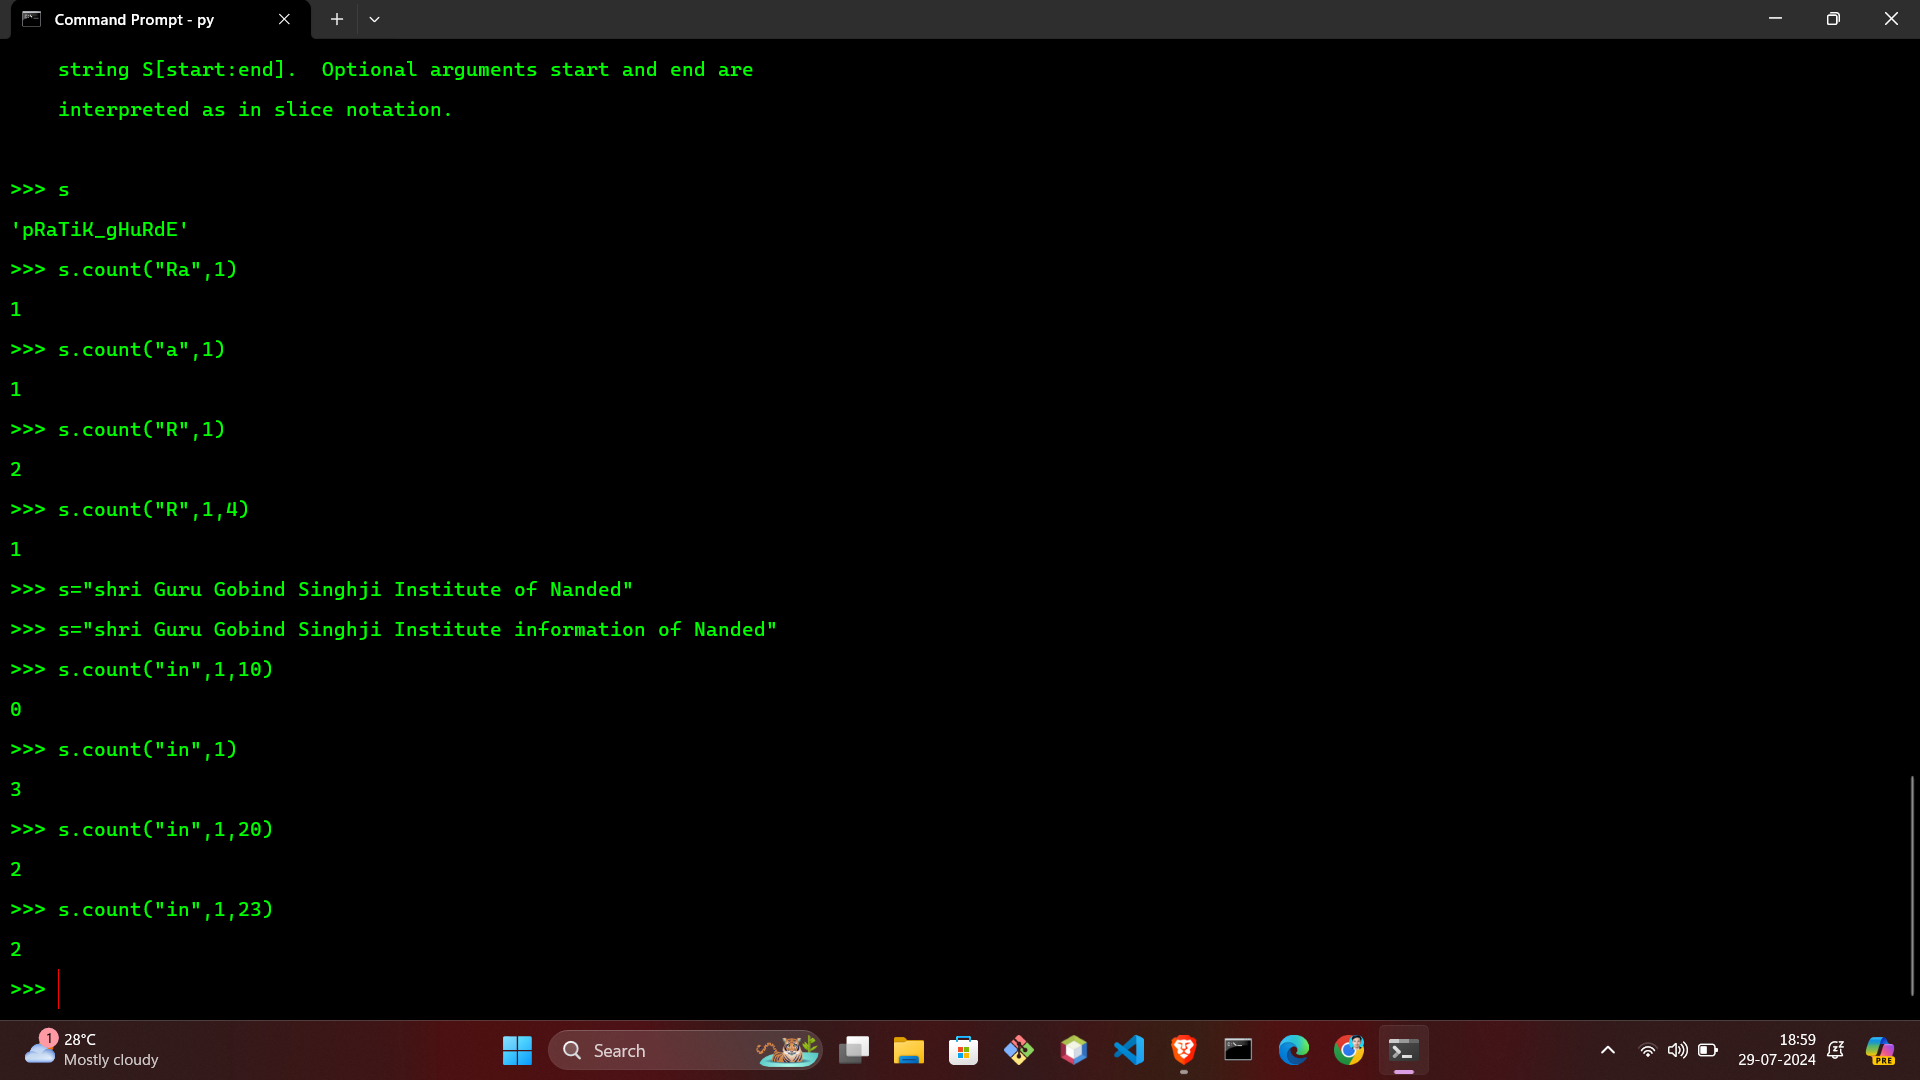 Command Prompt - py
string S[start:end].  Optional arguments start and end are
interpreted as in slice notation.
>>> s
'pRaTiK_gHuRdE'
>>> s.count("Ra",1)
1
>>> s.count("a",1)
1
>>> s.count("R",1)
2
>>> s.count("R",1,4)
1
>>> s="shri Guru Gobind Singhji Institute of Nanded"
>>> s="shri Guru Gobind Singhji Institute information of Nanded"
>>> s.count("in",1,10)
0
>>> s.count("in",1)
3
>>> s.count("in",1,20)
2
>>> s.count("in",1,23)
2
>>>
1
28°C
Mostly cloudy
Search
18:59
29-07-2024
PRE